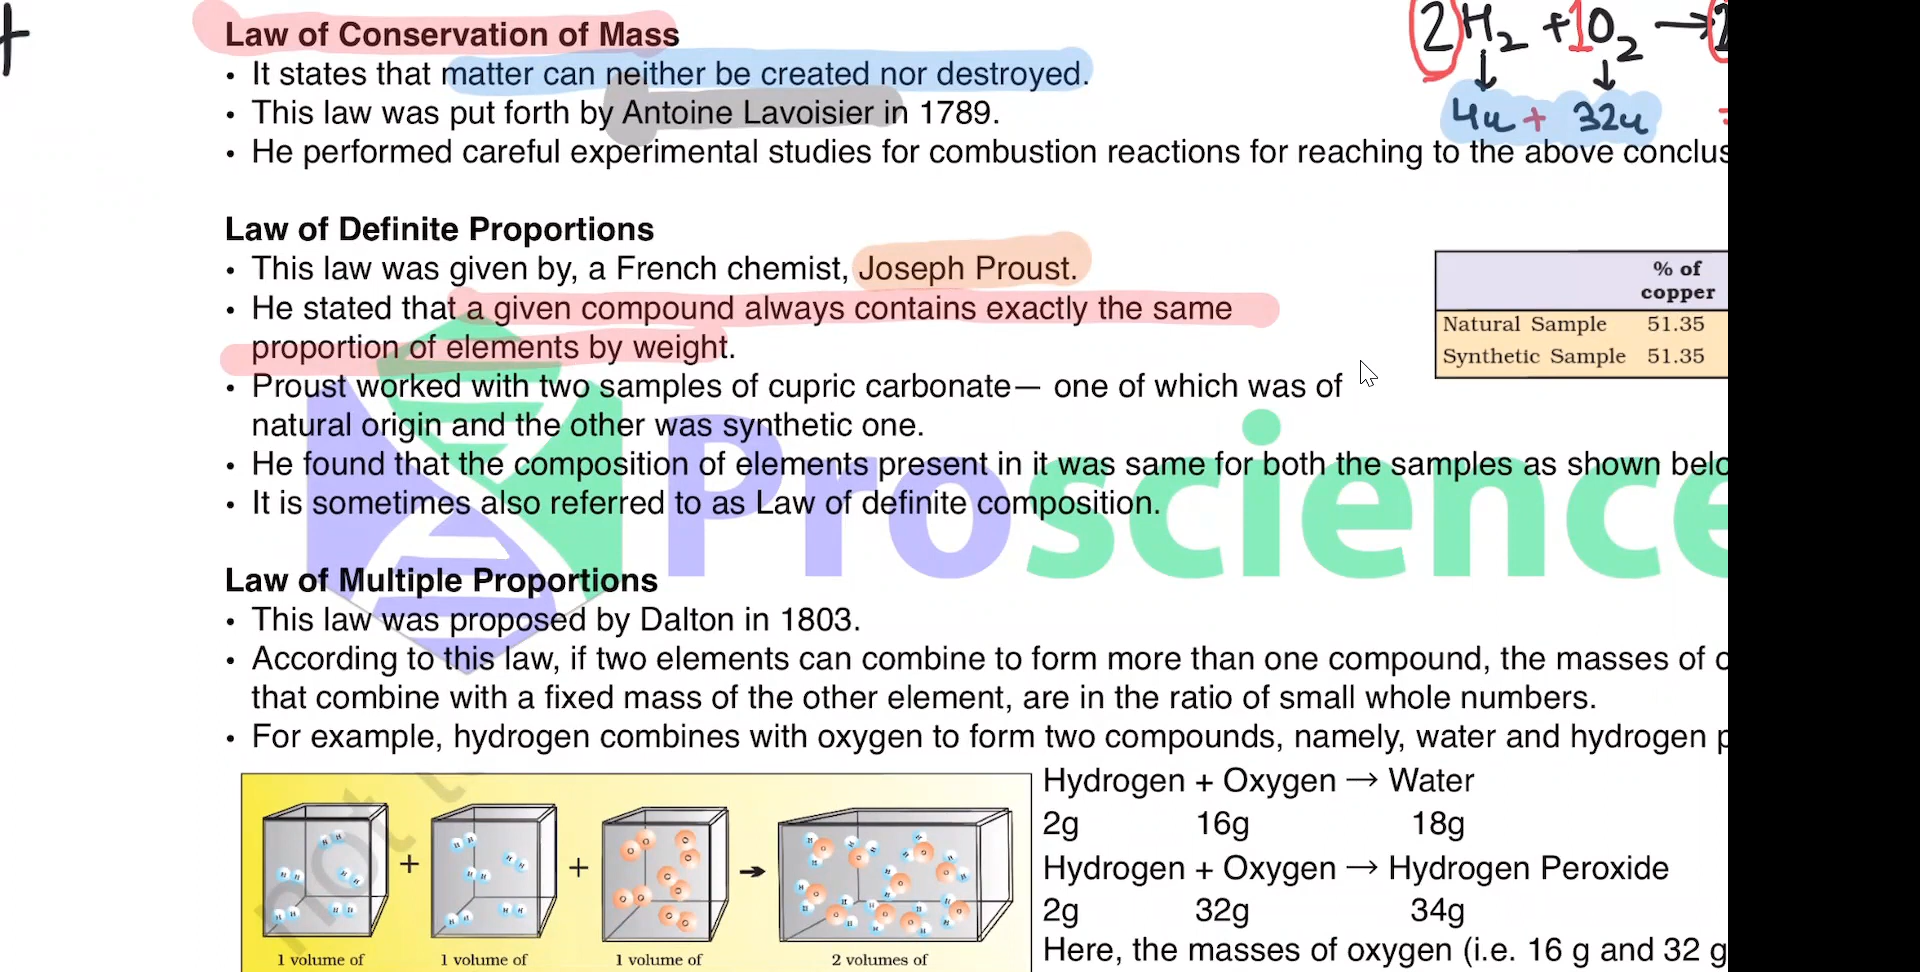 Law of Conservation of Mass
• It states that matter can neither be created nor destroyed.
• This law was put forth by Antoine Lavoisier in 1789.
• He performed careful experimental studies for combustion reactions for reaching to the above conclus
2H₂ + 1O₂ →
4u + 32u
Law of Definite Proportions
• This law was given by, a French chemist, Joseph Proust.
• He stated that a given compound always contains exactly the same
proportion of elements by weight.
• Proust worked with two samples of cupric carbonate— one of which was of
natural origin and the other was synthetic one.
• He found that the composition of elements present in it was same for both the samples as shown belo
• It is sometimes also referred to as Law of definite composition.
% of
copper
Natural Sample 51.35
Synthetic Sample 51.35
Proscience
Law of Multiple Proportions
• This law was proposed by Dalton in 1803.
• According to this law, if two elements can combine to form more than one compound, the masses of
that combine with a fixed mass of the other element, are in the ratio of small whole numbers.
• For example, hydrogen combines with oxygen to form two compounds, namely, water and hydrogen p
Hydrogen + Oxygen → Water
2g 16g 18g
Hydrogen + Oxygen → Hydrogen Peroxide
2g 32g 34g
Here, the masses of oxygen (i.e. 16 g and 32 g
not
+ + →
1 volume of 1 volume of 1 volume of 2 volumes of